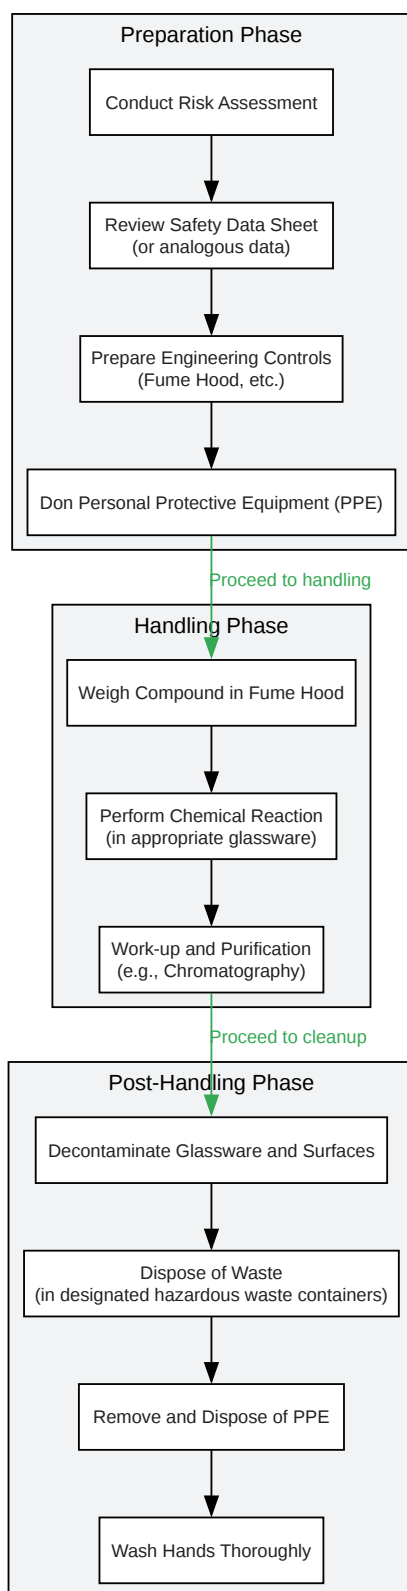 Preparation Phase
Conduct Risk Assessment
Review Safety Data Sheet
(or analogous data)
Prepare Engineering Controls
(Fume Hood, etc.)
Don Personal Protective Equipment (PPE)
Proceed to handling
Handling Phase
Weigh Compound in Fume Hood
Perform Chemical Reaction
(in appropriate glassware)
Work-up and Purification
(e.g., Chromatography)
Proceed to cleanup
Post-Handling Phase
Decontaminate Glassware and Surfaces
Dispose of Waste
(in designated hazardous waste containers)
Remove and Dispose of PPE
Wash Hands Thoroughly